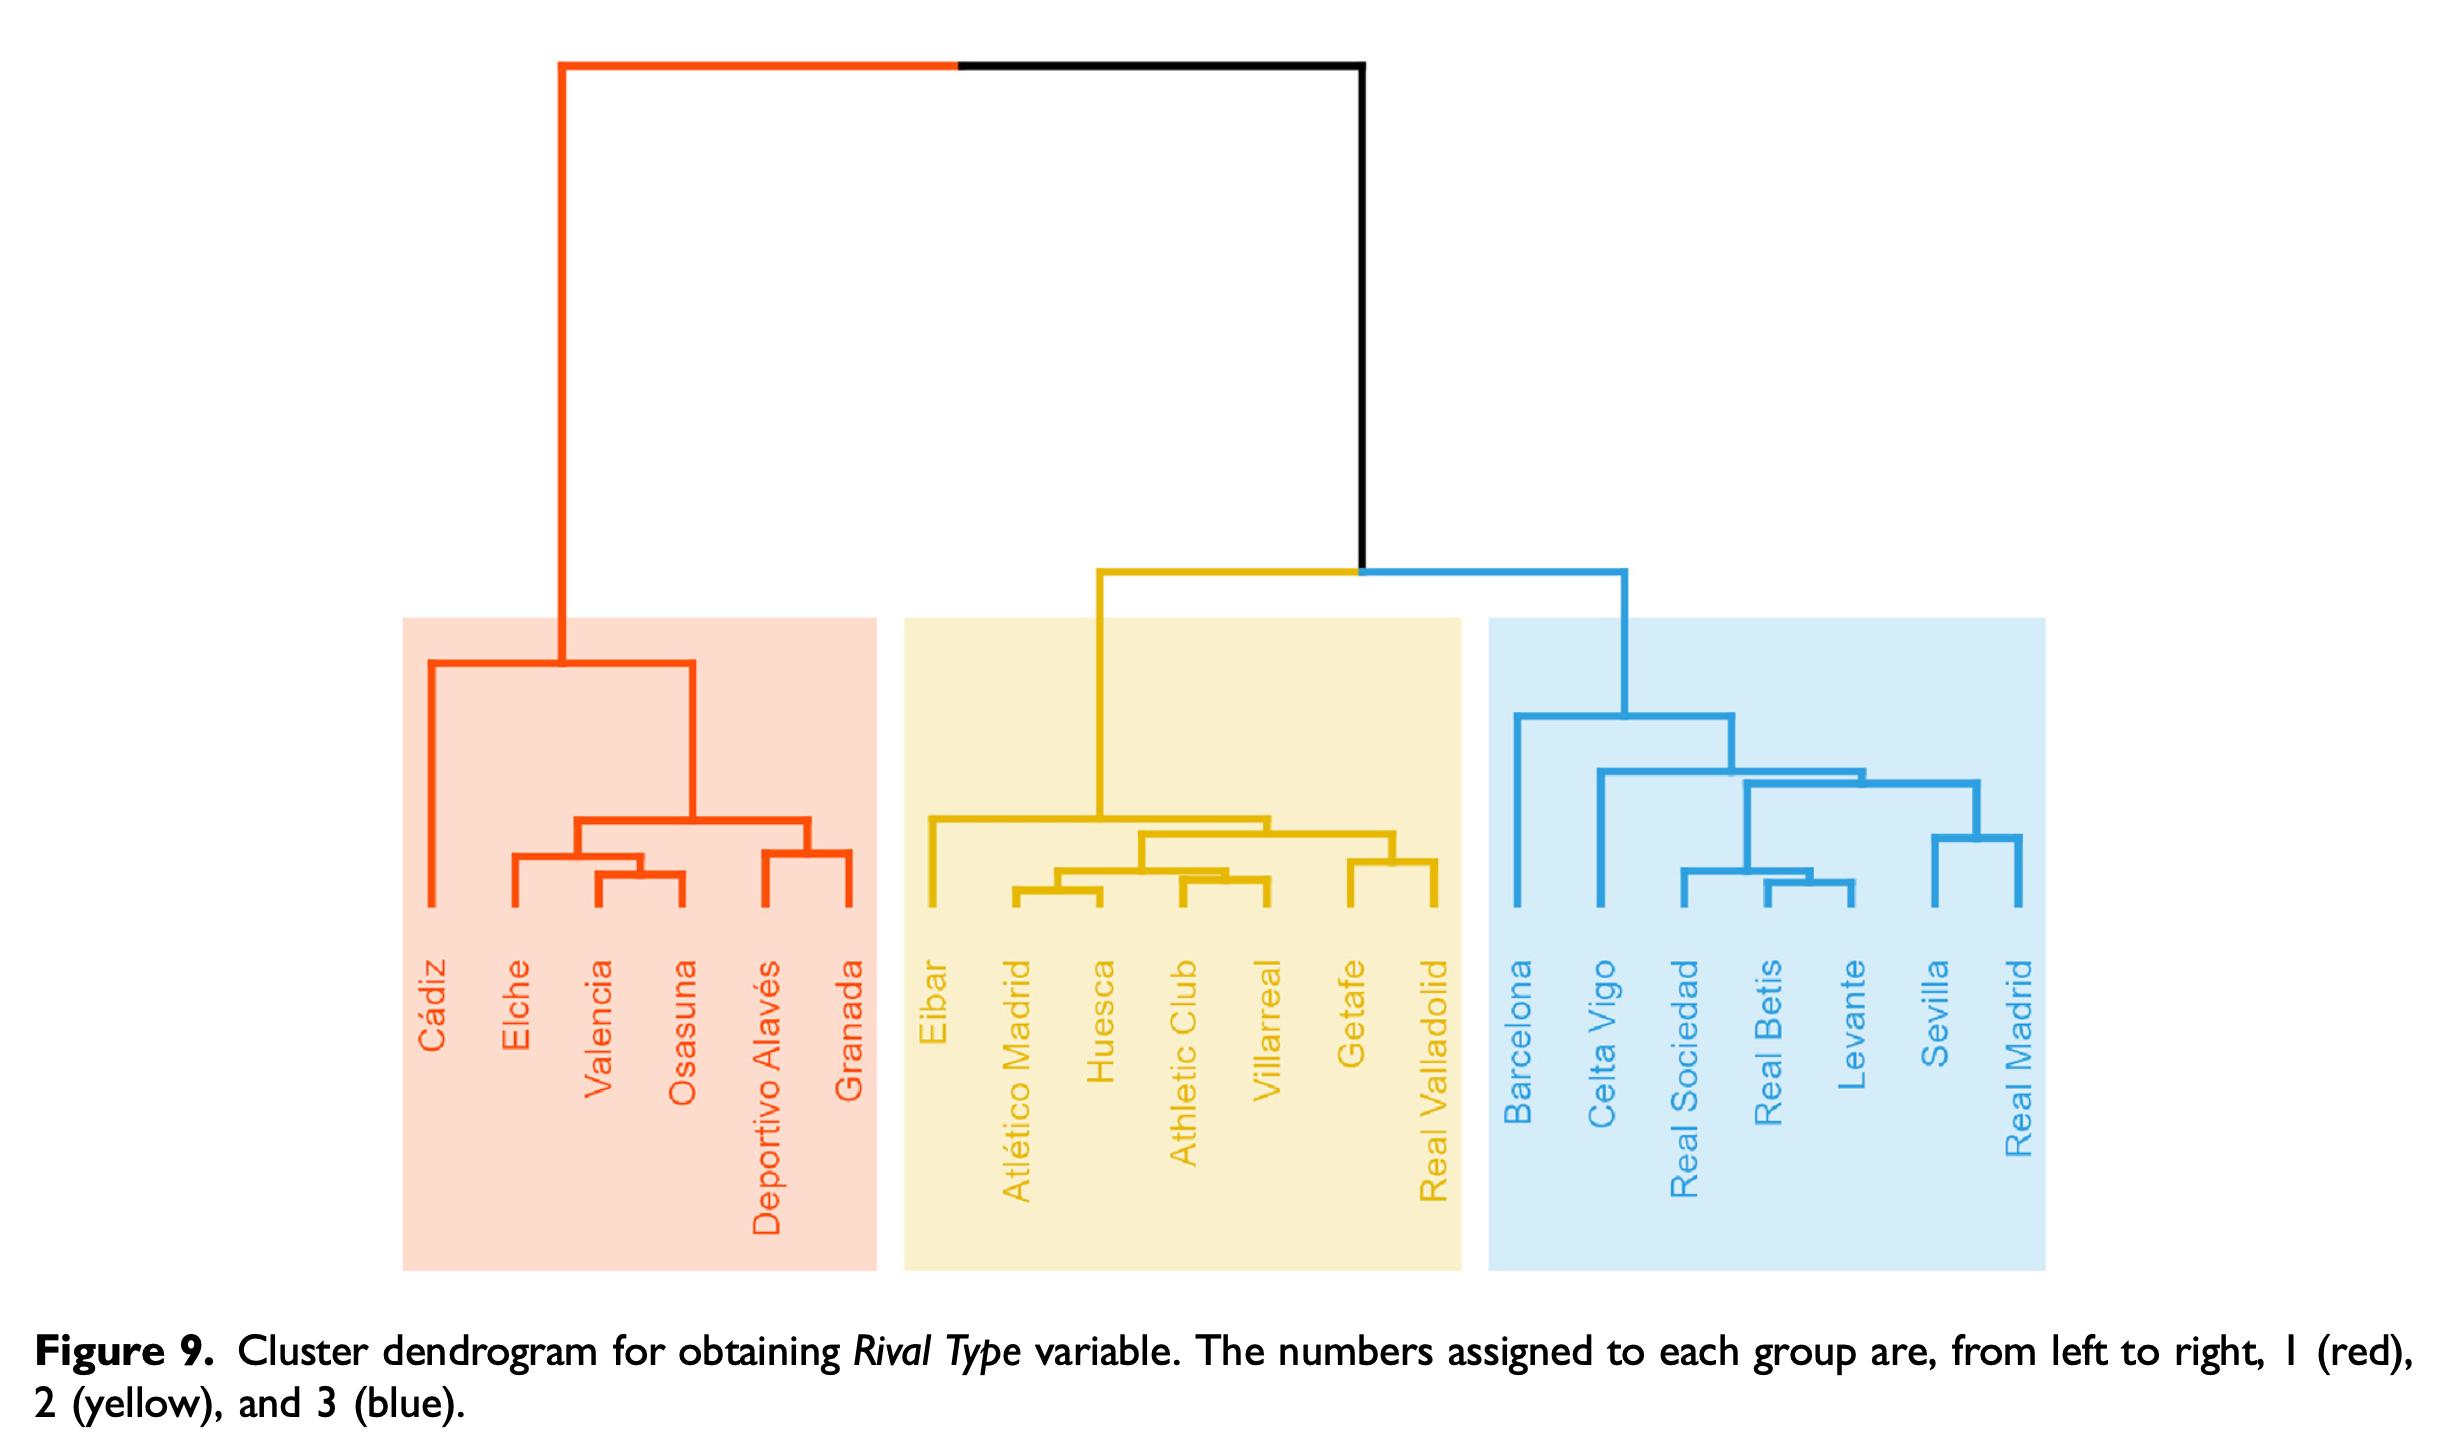 Cádiz
Elche
Valencia
Osasuna
Deportivo Alavés
Granada
Eibar
Atlético Madrid
Huesca
Athletic Club
Villarreal
Getafe
Real Valladolid
Barcelona
Celta Vigo
Real Sociedad
Real Betis
Levante
Sevilla
Real Madrid
Figure 9. Cluster dendrogram for obtaining Rival Type variable. The numbers assigned to each group are, from left to right, 1 (red),
2 (yellow), and 3 (blue).